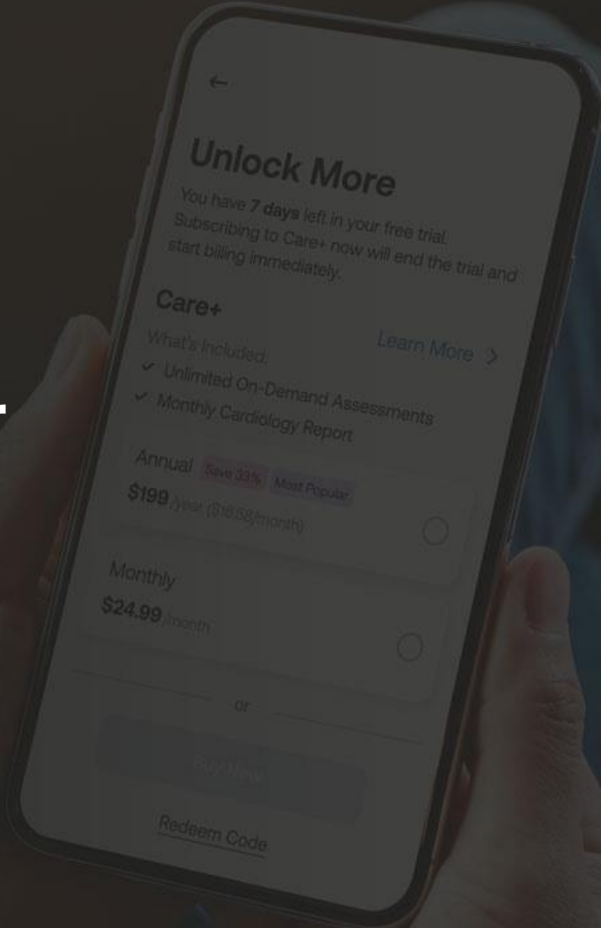 Unlock More
You have 7 days left in your free trial.
Subscribing to Care+ now will end the trial and
start billing immediately.
Care+
Learn More >
What's Included:
✓ Unlimited On-Demand Assessments
✓ Monthly Cardiology Report
Annual Save 33% Most Popular
$199 /year ($16.58/month)
Monthly
$24.99 /month
or
Buy Now
Redeem Code